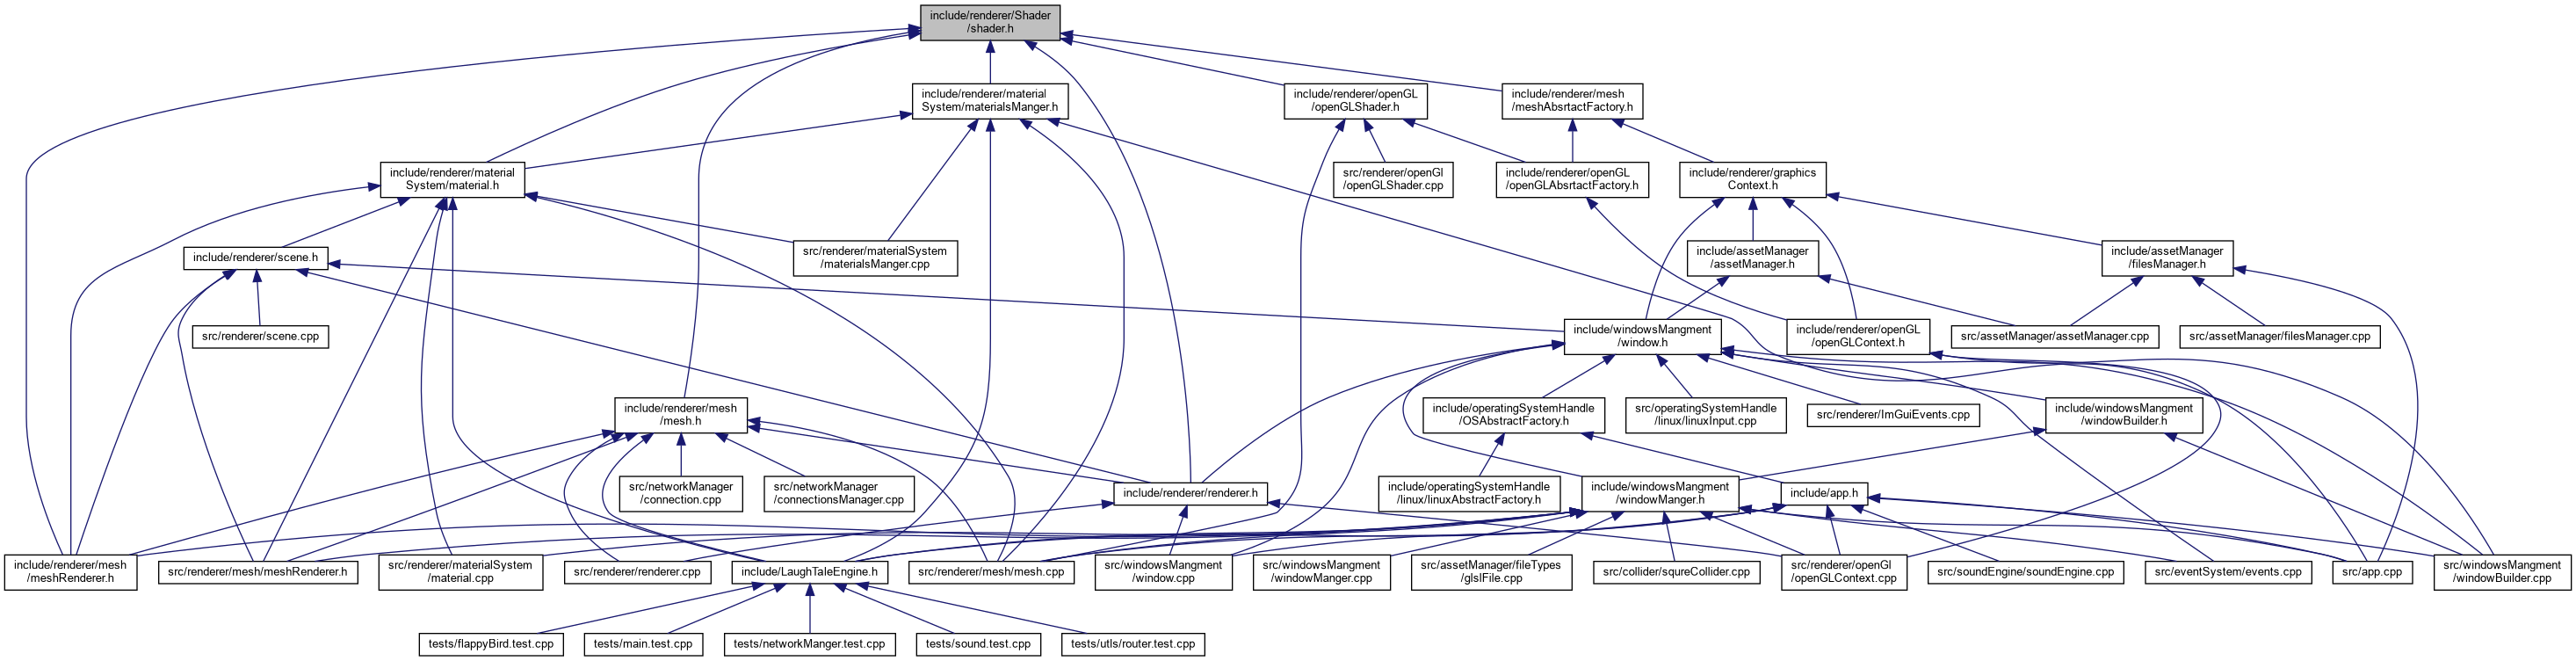 include/renderer/Shader
/shader.h
include/renderer/material
System/materialsManger.h
include/renderer/openGL
/openGLShader.h
include/renderer/mesh
/meshAbsrtactFactory.h
include/renderer/material
System/material.h
src/renderer/openGl
/openGLShader.cpp
include/renderer/openGL
/openGLAbsrtactFactory.h
include/renderer/graphics
Context.h
include/renderer/scene.h
src/renderer/materialSystem
/materialsManger.cpp
include/assetManager
/assetManager.h
include/assetManager
/filesManager.h
src/renderer/scene.cpp
include/windowsMangment
/window.h
include/renderer/openGL
/openGLContext.h
src/assetManager/assetManager.cpp
src/assetManager/filesManager.cpp
include/renderer/mesh
/mesh.h
include/operatingSystemHandle
/OSAbstractFactory.h
src/operatingSystemHandle
/linux/linuxInput.cpp
src/renderer/ImGuiEvents.cpp
include/windowsMangment
/windowBuilder.h
src/networkManager
/connection.cpp
src/networkManager
/connectionsManager.cpp
include/renderer/renderer.h
include/operatingSystemHandle
/linux/linuxAbstractFactory.h
include/windowsMangment
/windowManger.h
include/app.h
include/renderer/mesh
/meshRenderer.h
src/renderer/mesh/meshRenderer.h
src/renderer/materialSystem
/material.cpp
src/renderer/renderer.cpp
include/LaughTaleEngine.h
src/renderer/mesh/mesh.cpp
src/windowsMangment
/window.cpp
src/windowsMangment
/windowManger.cpp
src/assetManager/fileTypes
/glslFile.cpp
src/collider/squreCollider.cpp
src/renderer/openGl
/openGLContext.cpp
src/soundEngine/soundEngine.cpp
src/eventSystem/events.cpp
src/app.cpp
src/windowsMangment
/windowBuilder.cpp
tests/flappyBird.test.cpp
tests/main.test.cpp
tests/networkManger.test.cpp
tests/sound.test.cpp
tests/utls/router.test.cpp